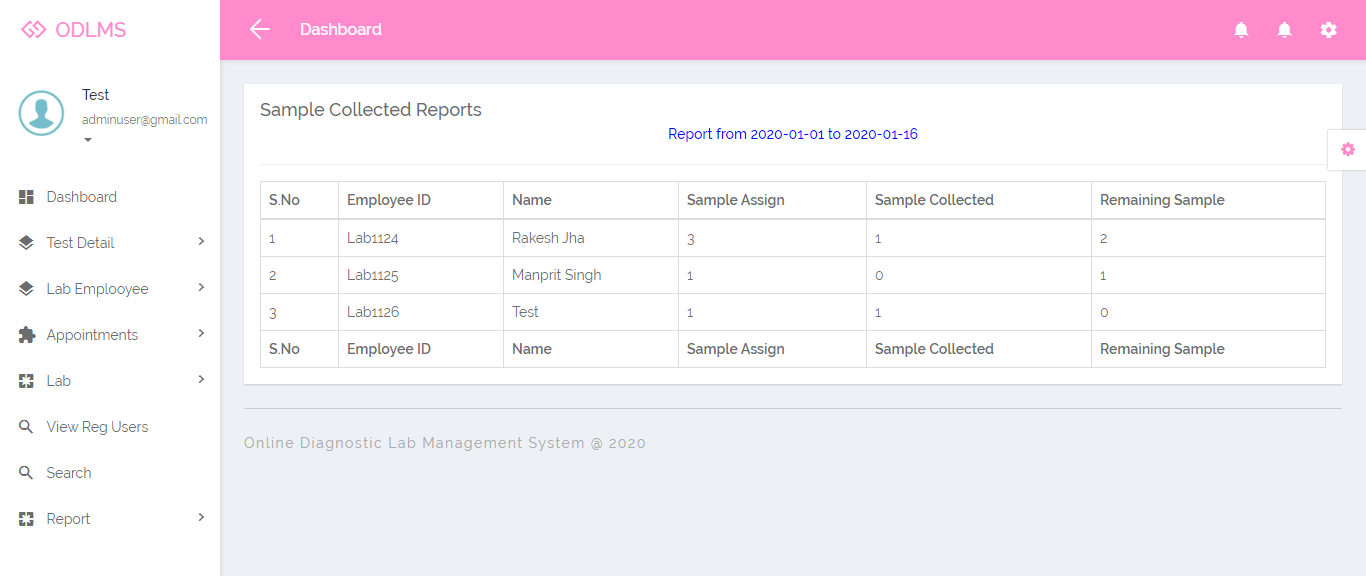 ODLMS
Dashboard
Test
adminuser@gmail.com
Dashboard
Test Detail
Lab Emplooyee
Appointments
Lab
View Reg Users
Search
Report
Sample Collected Reports
Report from 2020-01-01 to 2020-01-16
S.No Employee ID Name Sample Assign Sample Collected Remaining Sample
1 Lab1124 Rakesh Jha 3 1 2
2 Lab1125 Manprit Singh 1 0 1
3 Lab1126 Test 1 1 0
S.No Employee ID Name Sample Assign Sample Collected Remaining Sample
Online Diagnostic Lab Management System @ 2020